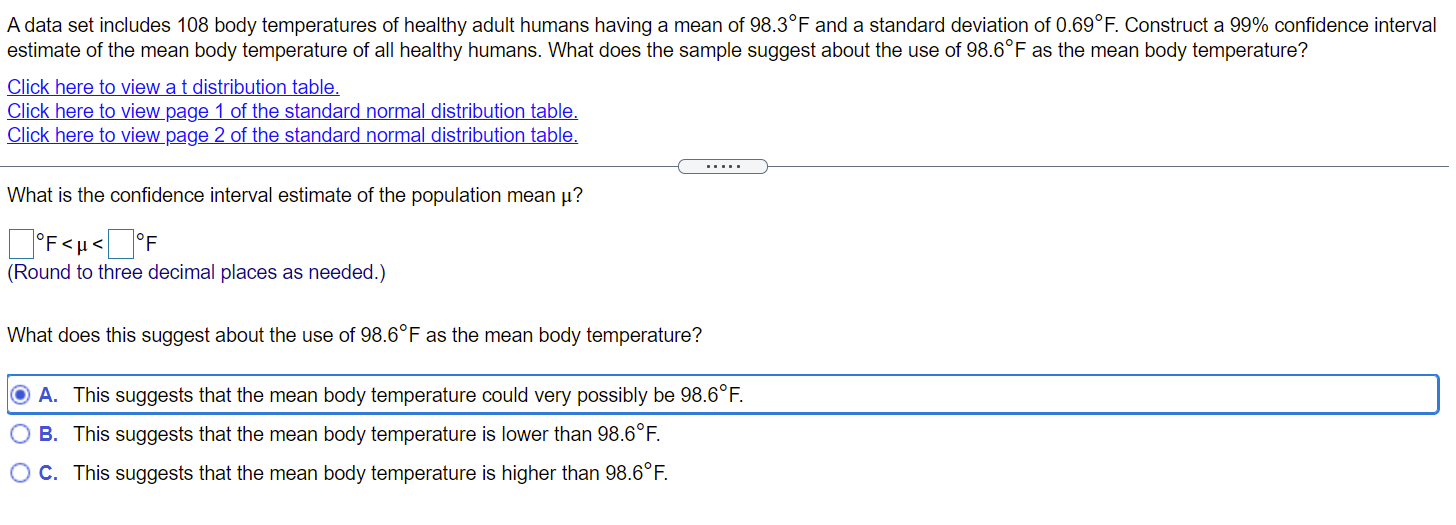 A data set includes 108 body temperatures of healthy adult humans having a mean of 98.3°F and a standard deviation of 0.69°F. Construct a 99% confidence interval
estimate of the mean body temperature of all healthy humans. What does the sample suggest about the use of 98.6°F as the mean body temperature?
Click here to view a t distribution table.
Click here to view page 1 of the standard normal distribution table.
Click here to view page 2 of the standard normal distribution table.
What is the confidence interval estimate of the population mean μ?
°F < μ < °F
(Round to three decimal places as needed.)
What does this suggest about the use of 98.6°F as the mean body temperature?
A. This suggests that the mean body temperature could very possibly be 98.6°F.
B. This suggests that the mean body temperature is lower than 98.6°F.
C. This suggests that the mean body temperature is higher than 98.6°F.